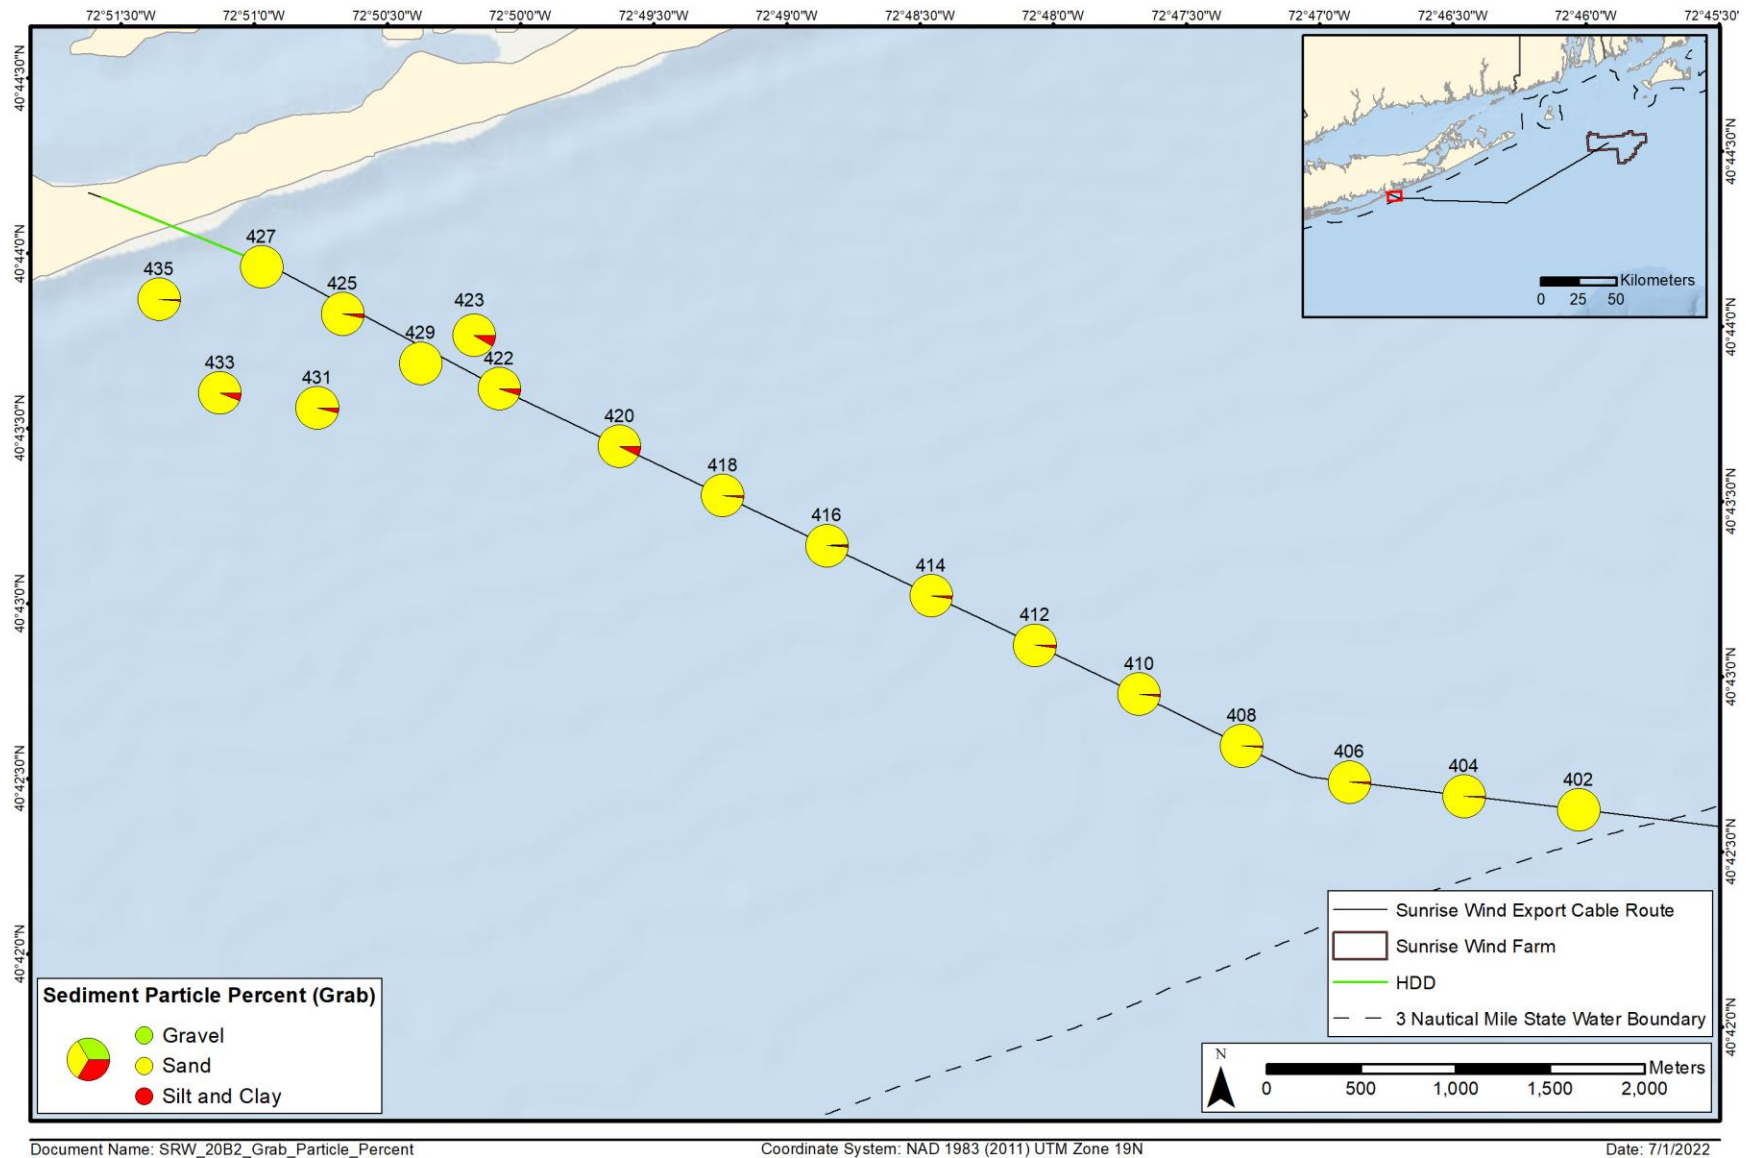 72°51'30"W 72°51'0"W 72°50'30"W 72°50'0"W 72°49'30"W 72°49'0"W 72°48'30"W 72°48'0"W 72°47'30"W 72°47'0"W 72°46'30"W 72°46'0"W 72°45'30"
40°44'30"N
40°44'0"N
40°43'30"N
40°43'0"N
40°42'30"N
40°42'0"N
40°44'30"N
40°44'0"N
40°43'30"N
40°43'0"N
40°42'30"N
40°42'0"N
Kilometers
0 25 50
427
435
425
423
429
422
433
431
420
418
416
414
412
410
408
406
404
402
Sunrise Wind Export Cable Route
Sunrise Wind Farm
HDD
3 Nautical Mile State Water Boundary
Sediment Particle Percent (Grab)
Gravel
Sand
Silt and Clay
N
Meters
0 500 1,000 1,500 2,000
Document Name: SRW_20B2_Grab_Particle_Percent
Coordinate System: NAD 1983 (2011) UTM Zone 19N
Date: 7/1/2022